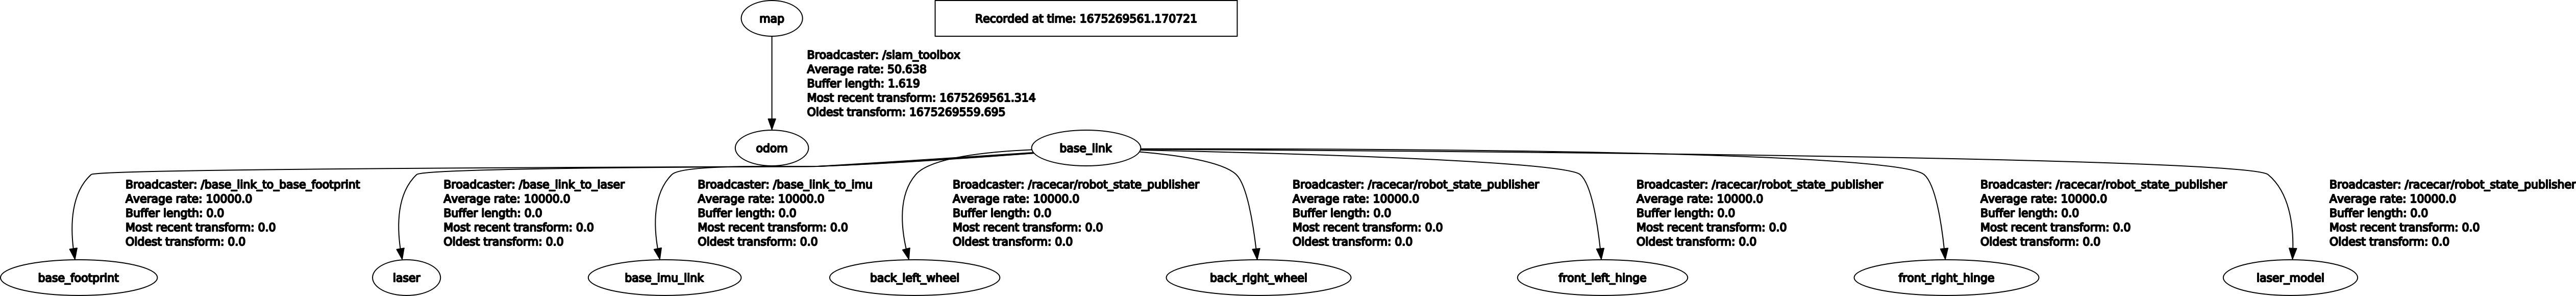 map
Recorded at time: 1675269561.170721
Broadcaster: /slam_toolbox
Average rate: 50.638
Buffer length: 1.619
Most recent transform: 1675269561.314
Oldest transform: 1675269559.695
odom
base_link
Broadcaster: /base_link_to_base_footprint
Average rate: 10000.0
Buffer length: 0.0
Most recent transform: 0.0
Oldest transform: 0.0
Broadcaster: /base_link_to_laser
Average rate: 10000.0
Buffer length: 0.0
Most recent transform: 0.0
Oldest transform: 0.0
Broadcaster: /base_link_to_imu
Average rate: 10000.0
Buffer length: 0.0
Most recent transform: 0.0
Oldest transform: 0.0
Broadcaster: /racecar/robot_state_publisher
Average rate: 10000.0
Buffer length: 0.0
Most recent transform: 0.0
Oldest transform: 0.0
Broadcaster: /racecar/robot_state_publisher
Average rate: 10000.0
Buffer length: 0.0
Most recent transform: 0.0
Oldest transform: 0.0
Broadcaster: /racecar/robot_state_publisher
Average rate: 10000.0
Buffer length: 0.0
Most recent transform: 0.0
Oldest transform: 0.0
Broadcaster: /racecar/robot_state_publisher
Average rate: 10000.0
Buffer length: 0.0
Most recent transform: 0.0
Oldest transform: 0.0
Broadcaster: /racecar/robot_state_publisher
Average rate: 10000.0
Buffer length: 0.0
Most recent transform: 0.0
Oldest transform: 0.0
base_footprint
laser
base_imu_link
back_left_wheel
back_right_wheel
front_left_hinge
front_right_hinge
laser_model